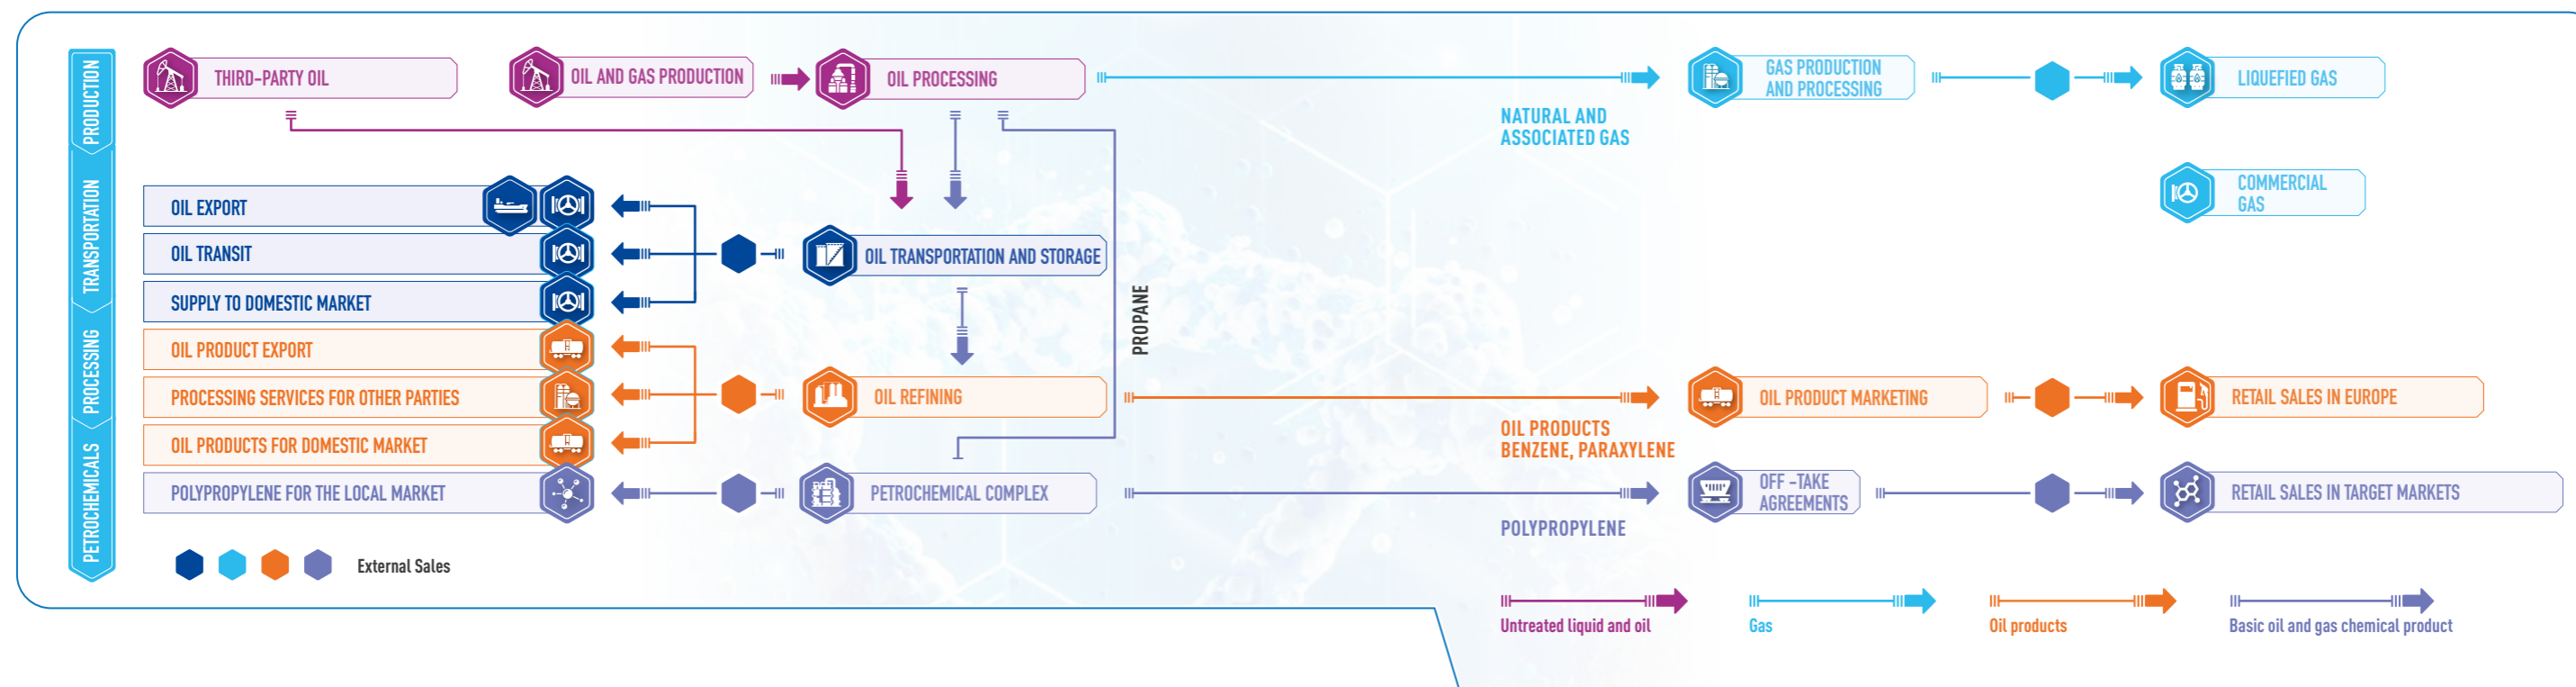 PRODUCTION
TRANSPORTATION
PROCESSING
PETROCHEMICALS
THIRD-PARTY OIL
OIL AND GAS PRODUCTION
OIL PROCESSING
NATURAL AND
ASSOCIATED GAS
GAS PRODUCTION
AND PROCESSING
LIQUEFIED GAS
COMMERCIAL
GAS
OIL EXPORT
OIL TRANSIT
SUPPLY TO DOMESTIC MARKET
OIL TRANSPORTATION AND STORAGE
PROPANE
OIL PRODUCT EXPORT
PROCESSING SERVICES FOR OTHER PARTIES
OIL PRODUCTS FOR DOMESTIC MARKET
OIL REFINING
OIL PRODUCTS
BENZENE, PARAXYLENE
OIL PRODUCT MARKETING
RETAIL SALES IN EUROPE
POLYPROPYLENE FOR THE LOCAL MARKET
PETROCHEMICAL COMPLEX
POLYPROPYLENE
OFF -TAKE
AGREEMENTS
RETAIL SALES IN TARGET MARKETS
External Sales
Untreated liquid and oil
Gas
Oil products
Basic oil and gas chemical product